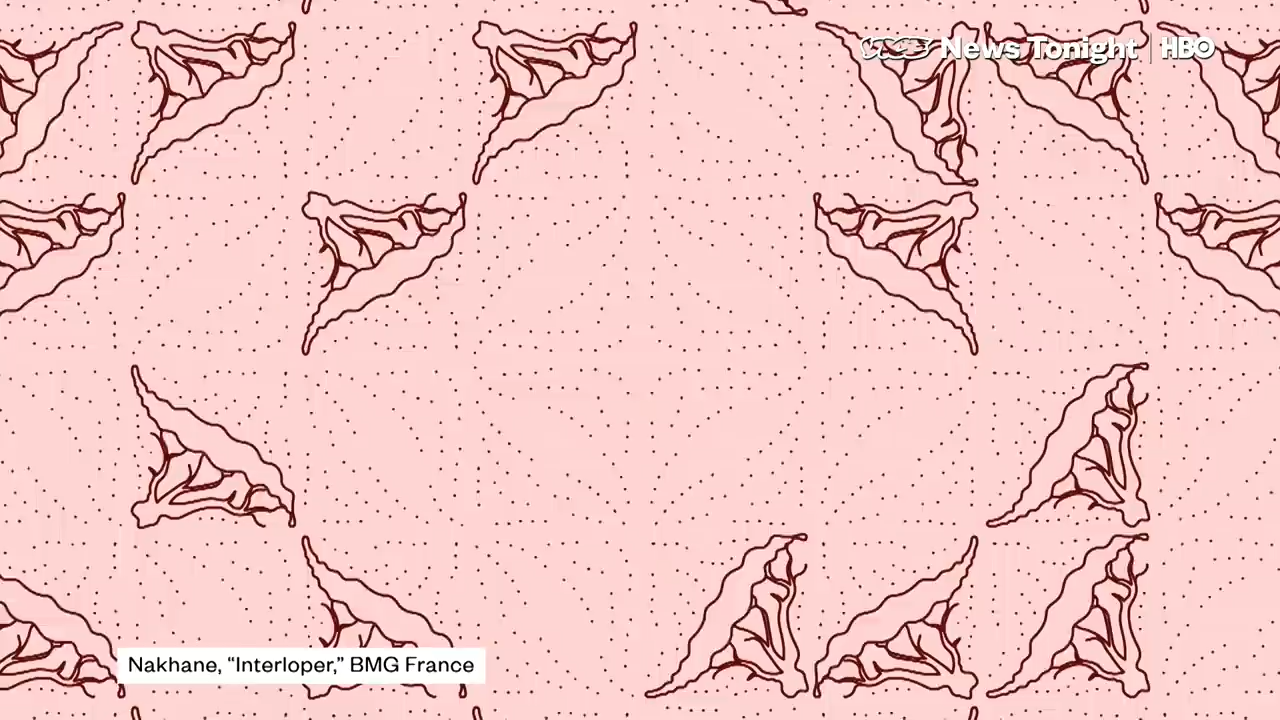 VICE News Tonight | HBO
Nakhane, “Interloper,” BMG France